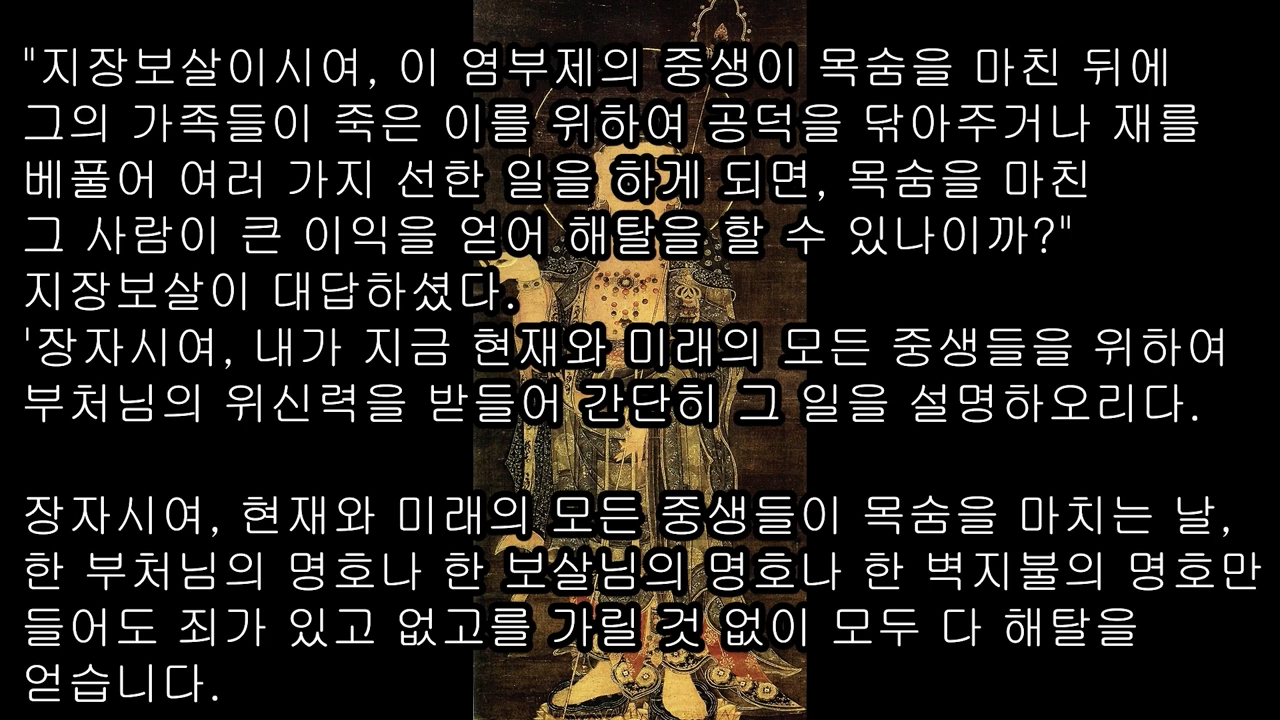 "지장보살이시여, 이 염부제의 중생이 목숨을 마친 뒤에
그의 가족들이 죽은 이를 위하여 공덕을 닦아주거나 재를
베풀어 여러 가지 선한 일을 하게 되면, 목숨을 마친
그 사람이 큰 이익을 얻어 해탈을 할 수 있나이까?"
지장보살이 대답하셨다.
'장자시여, 내가 지금 현재와 미래의 모든 중생들을 위하여
부처님의 위신력을 받들어 간단히 그 일을 설명하오리다.
장자시여, 현재와 미래의 모든 중생들이 목숨을 마치는 날,
한 부처님의 명호나 한 보살님의 명호나 한 벽지불의 명호만
들어도 죄가 있고 없고를 가릴 것 없이 모두 다 해탈을
얻습니다.